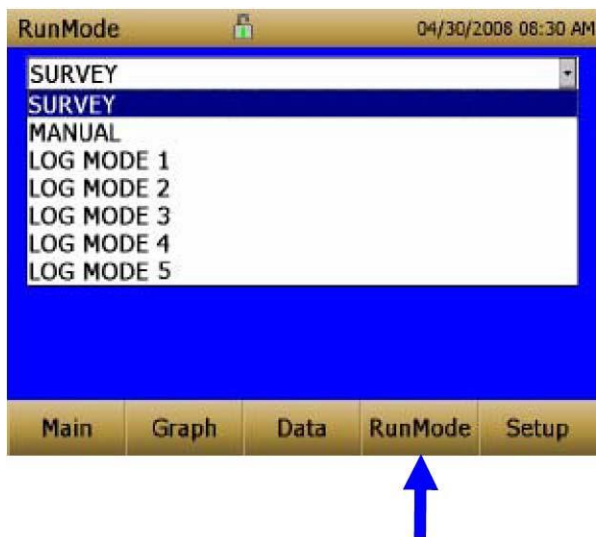 RunMode 04/30/2008 08:30 AM
SURVEY
SURVEY
MANUAL
LOG MODE 1
LOG MODE 2
LOG MODE 3
LOG MODE 4
LOG MODE 5
Main Graph Data RunMode Setup